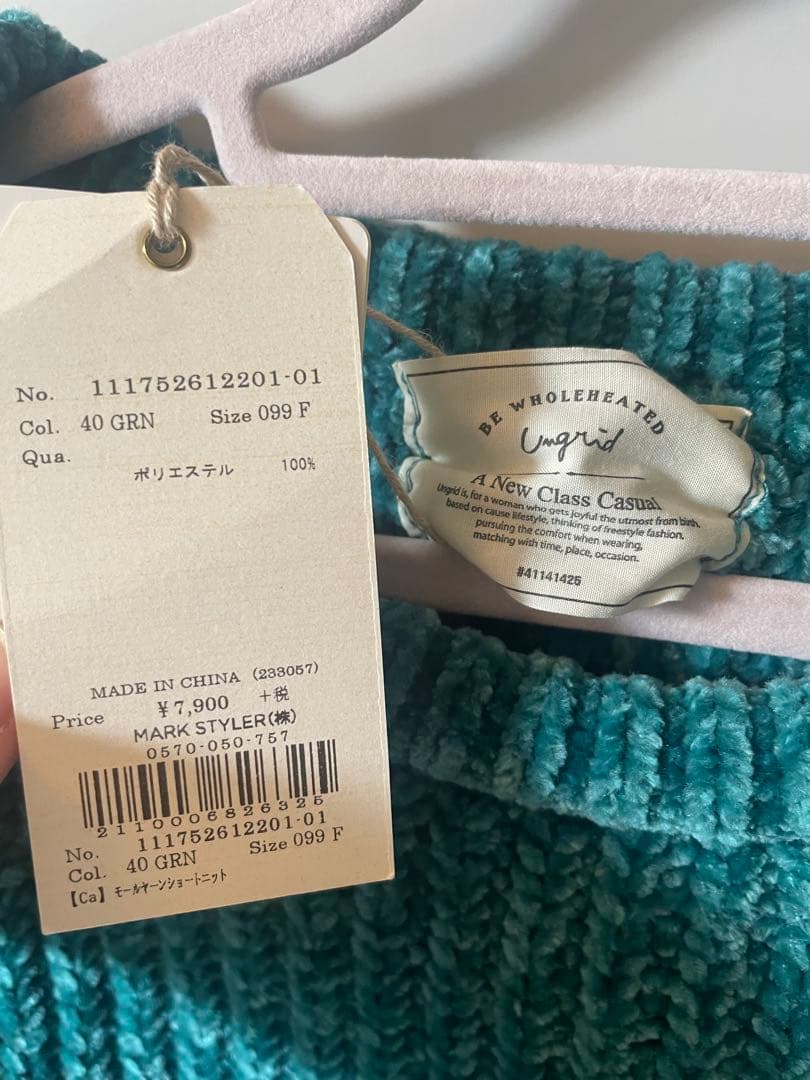 No. 111752612201-01
Col. 40 GRN Size 099 F
Qua.
ポリエステル 100%
MADE IN CHINA (233057)
Price ¥7,900 +税
MARK STYLER(株)
0570-050-757
2110006826325
No. 111752612201-01
Col. 40 GRN Size 099 F
【Ca】モールヤーンショートニット
BE WHOLEHEATED
Ungrid
A New Class Casual
Ungrid is, for a woman who gets joyful the utmost from birth,
based on cause lifestyle, thinking of freestyle fashion.
pursuing the comfort when wearing,
matching with time, place, occasion.
#41141425